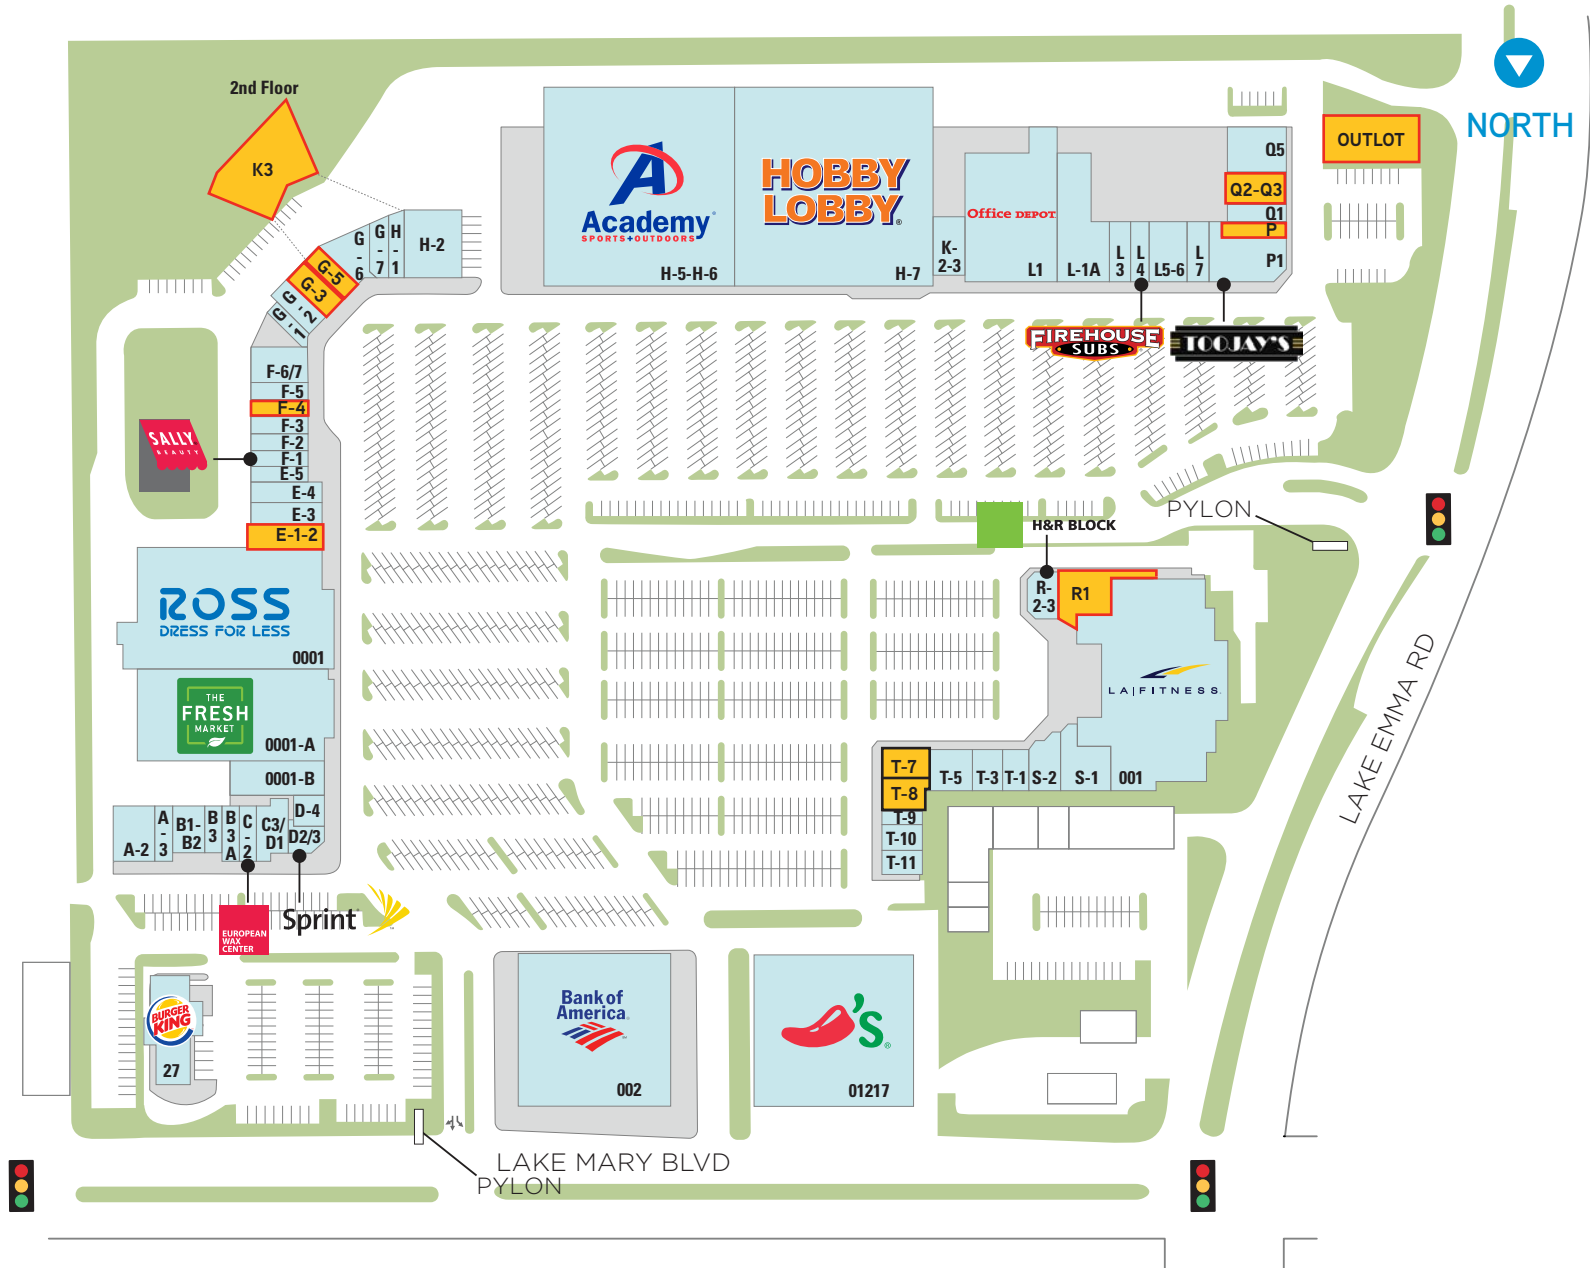 2nd Floor
K3
NORTH
OUTLOT
Academy
SPORTS+OUTDOORS
H-5-H-6
HOBBY
LOBBY
H-7
K-
2-3
Office DEPOT
L1
L-1A
L
3
L
4
L5-6
L
7
Q5
Q2-Q3
Q1
P
P1
FIREHOUSE
SUBS
TOOJAY'S
H-2
H
-
1
G
-
7
G
-
6
G-5
G-3
G-2
G-1
F-6/7
F-5
F-4
F-3
F-2
F-1
E-5
E-4
E-3
E-1-2
SALLY
BEAUTY
ROSS
DRESS FOR LESS
0001
THE
FRESH
MARKET
0001-A
0001-B
D-4
D2/3
C3/
D1
C
-
2
B
3
A
B
3
B1-
B2
A
-
3
A-2
EUROPEAN
WAX
CENTER
Sprint
BURGER
KING
27
Bank of
America
002
'S
01217
PYLON
H&R BLOCK
R-
2-3
R1
LA|FITNESS
001
S-1
S-2
T-1
T-3
T-5
T-7
T-8
T-9
T-10
T-11
LAKE EMMA RD
LAKE MARY BLVD
PYLON